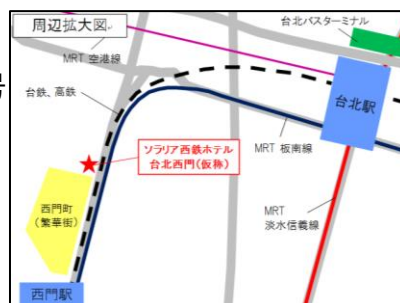 周辺拡大図
台北バスターミナル
MRT 空港線
号
台鉄、高鉄
台北駅
ソラリア西鉄ホテル
台北西門(仮称)
MRT 板南線
西門町
(繁華街)
MRT
淡水信義線
西門駅